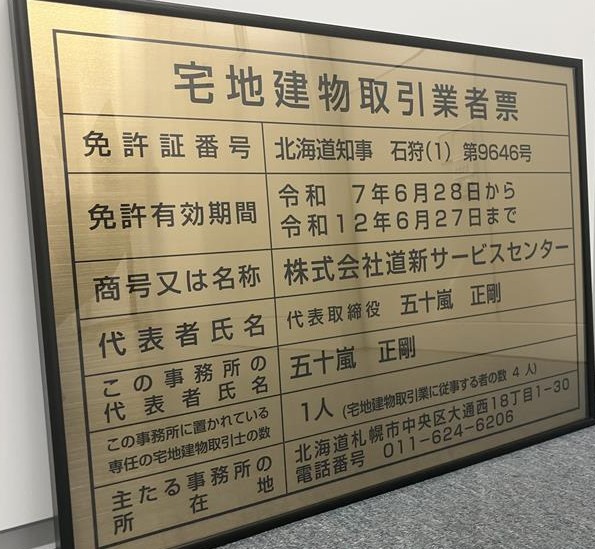 宅地建物取引業者票
免許証番号 北海道知事 石狩(1) 第9646号
免許有効期間 令和 7年6月28日から
令和12年6月27日まで
商号又は名称 株式会社道新サービスセンター
代表者氏名 代表取締役 五十嵐 正剛
この事務所の
代表者氏名 五十嵐 正剛
この事務所に置かれている
専任の宅地建物取引士の数 1人(宅地建物取引業に従事する者の数 4人)
主たる事務所の
所在地 北海道札幌市中央区大通西18丁目1-30
電話番号 011-624-6206